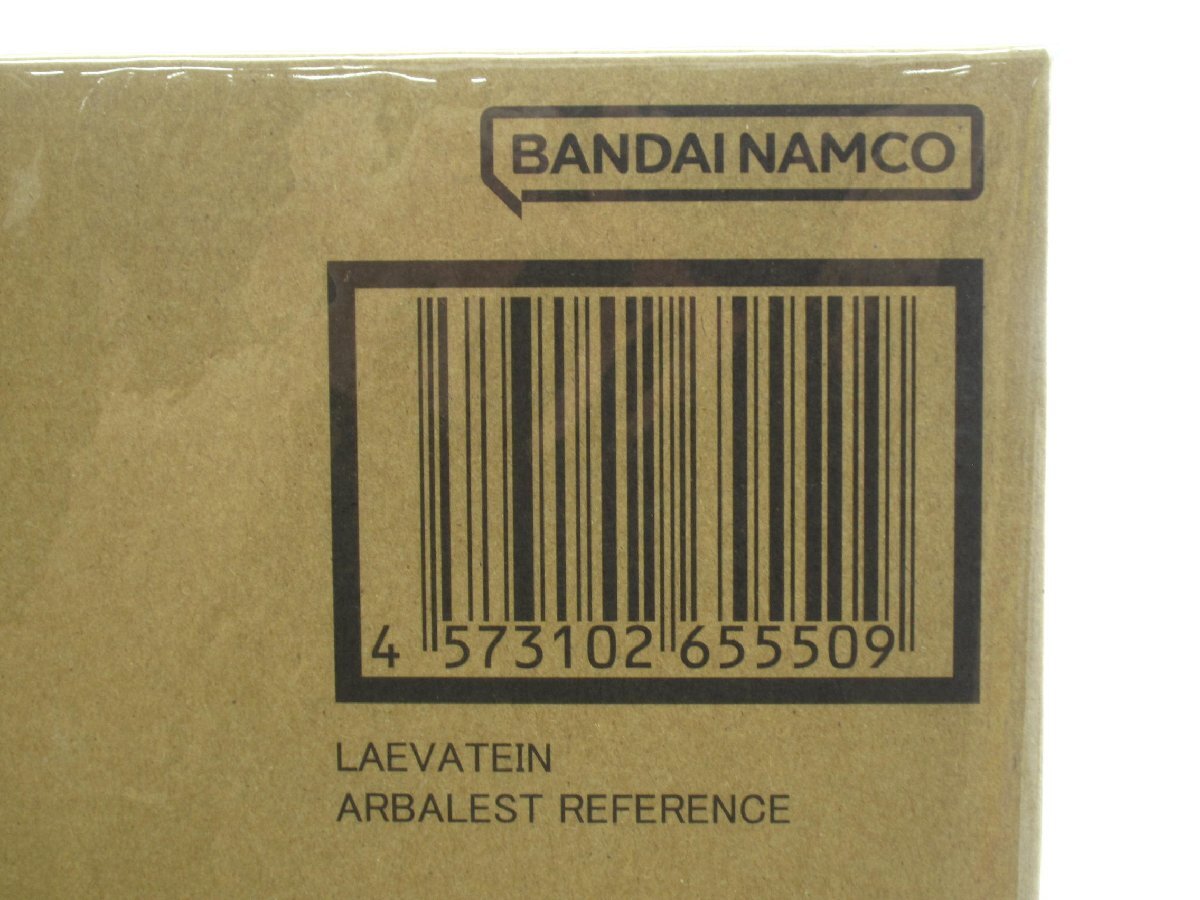 BANDAI NAMCO
4 573102 655509
LAEVATEIN
ARBALEST REFERENCE